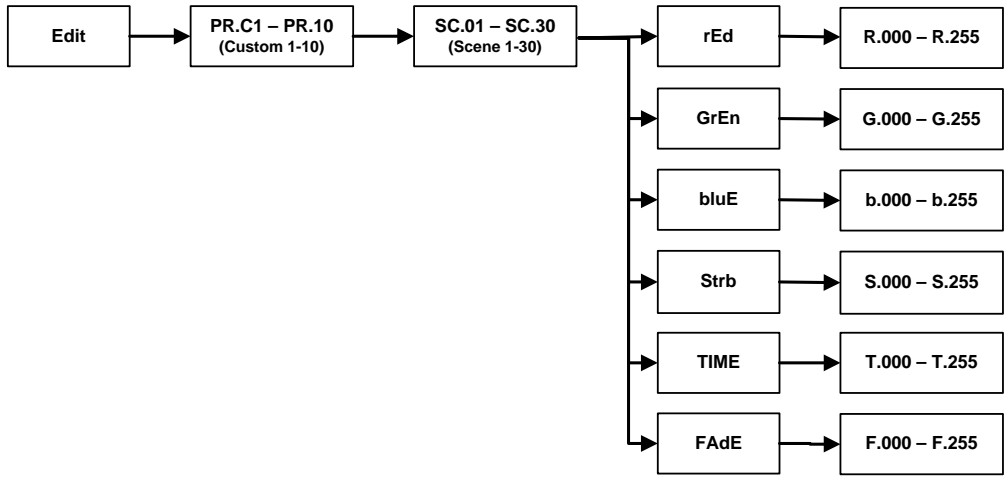 Edit
PR.C1 – PR.10
(Custom 1-10)
SC.01 – SC.30
(Scene 1-30)
rEd
R.000 – R.255
GrEn
G.000 – G.255
bluE
b.000 – b.255
Strb
S.000 – S.255
TIME
T.000 – T.255
FAdE
F.000 – F.255